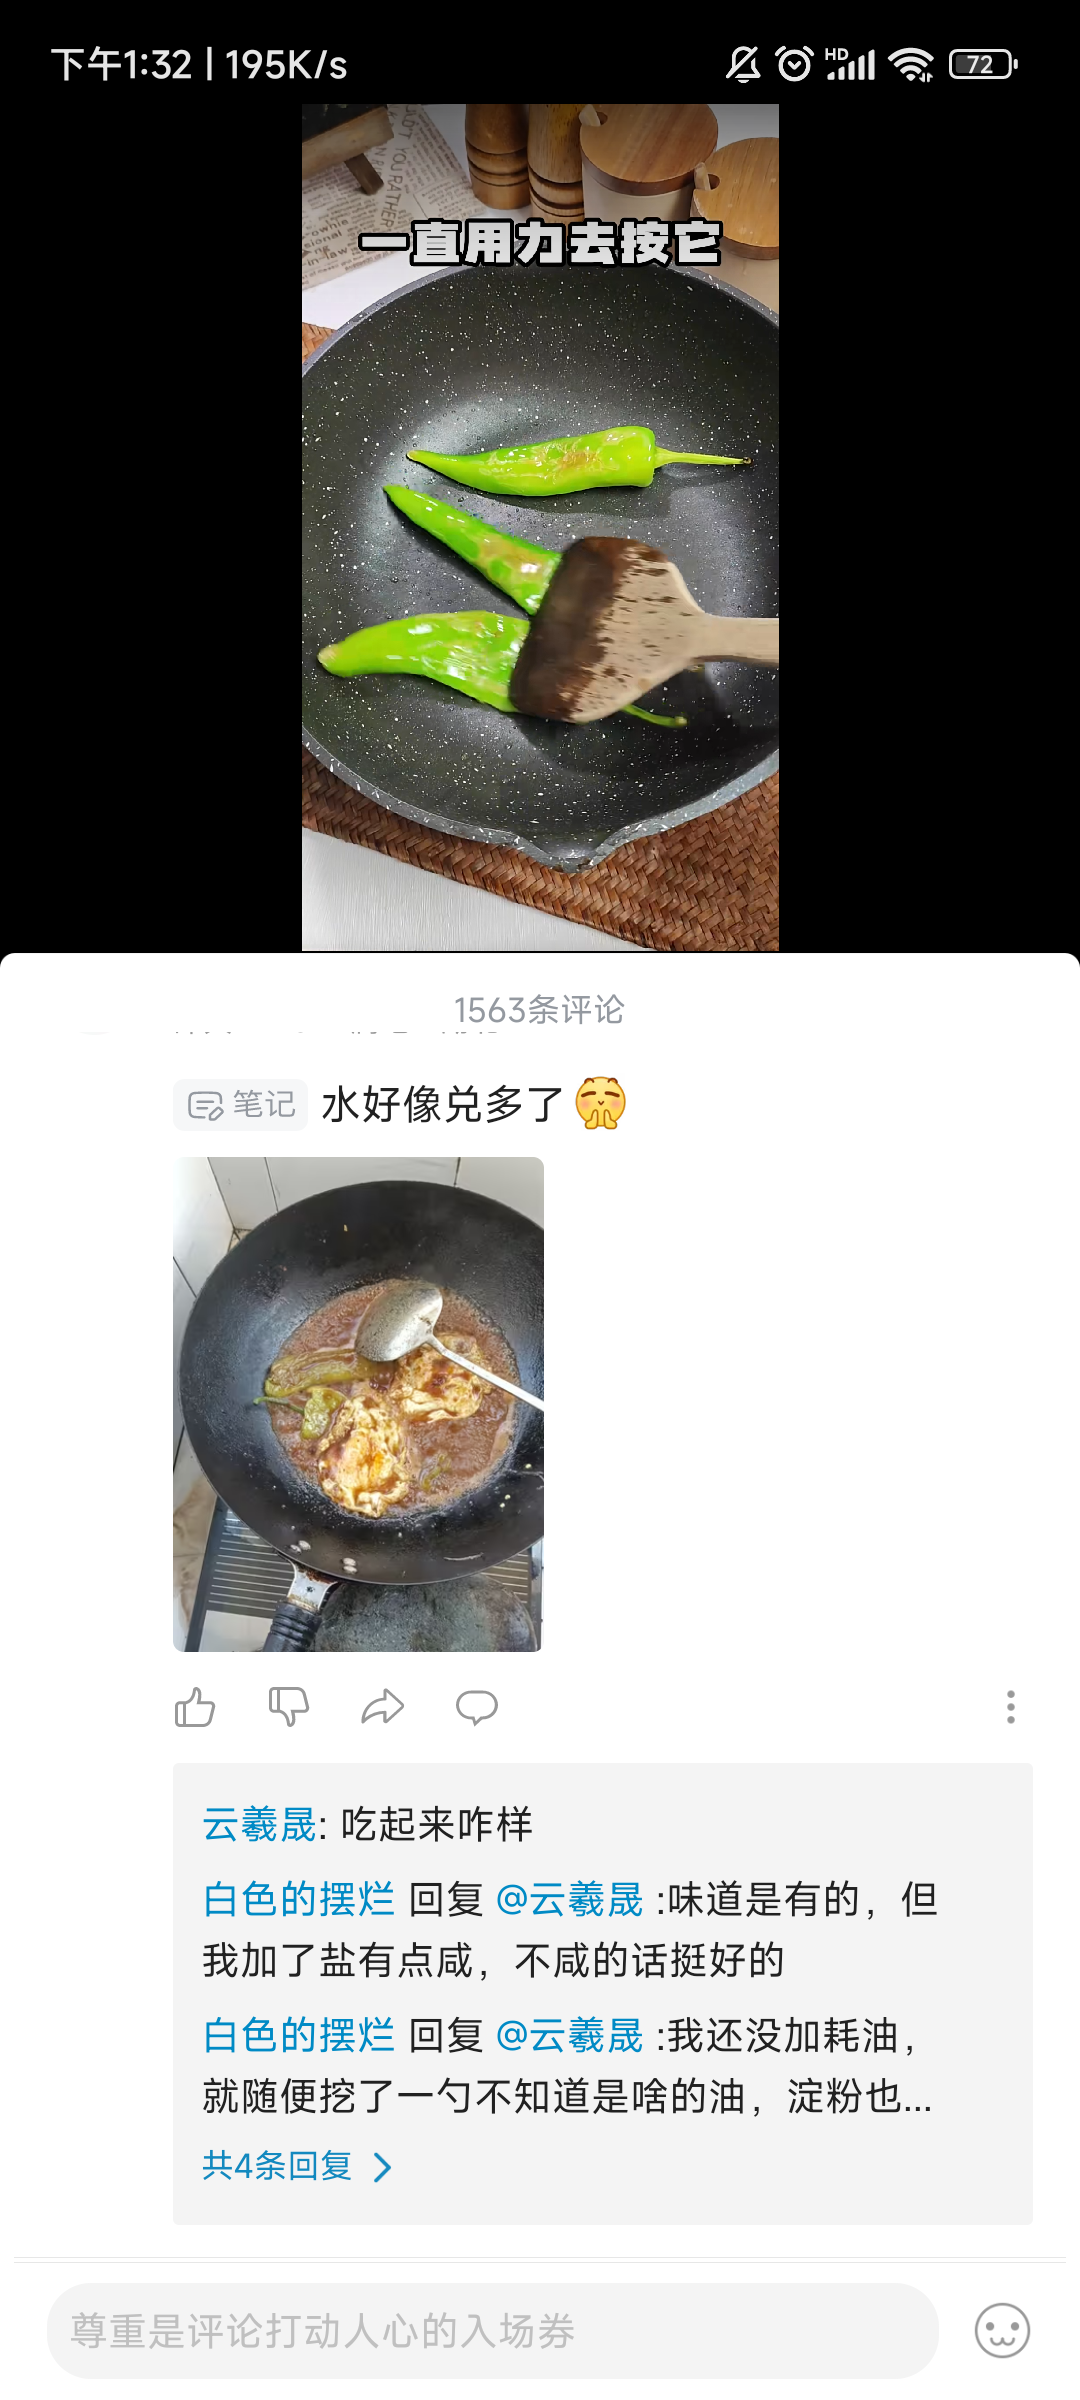 下午1:32 | 195K/s
HD
72
一直用力去按它
1563条评论
笔记 水好像兑多了
云羲晟: 吃起来咋样
白色的摆烂 回复 @云羲晟 :味道是有的，但
我加了盐有点咸，不咸的话挺好的
白色的摆烂 回复 @云羲晟 :我还没加耗油，
就随便挖了一勺不知道是啥的油，淀粉也...
共4条回复
尊重是评论打动人心的入场券